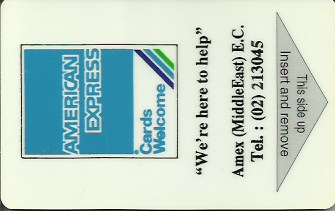 This side up
Insert and remove
AMERICAN
EXPRESS
Cards
Welcome
"We're here to help"
Amex (MiddleEast) E.C.
Tel. : (02) 213045